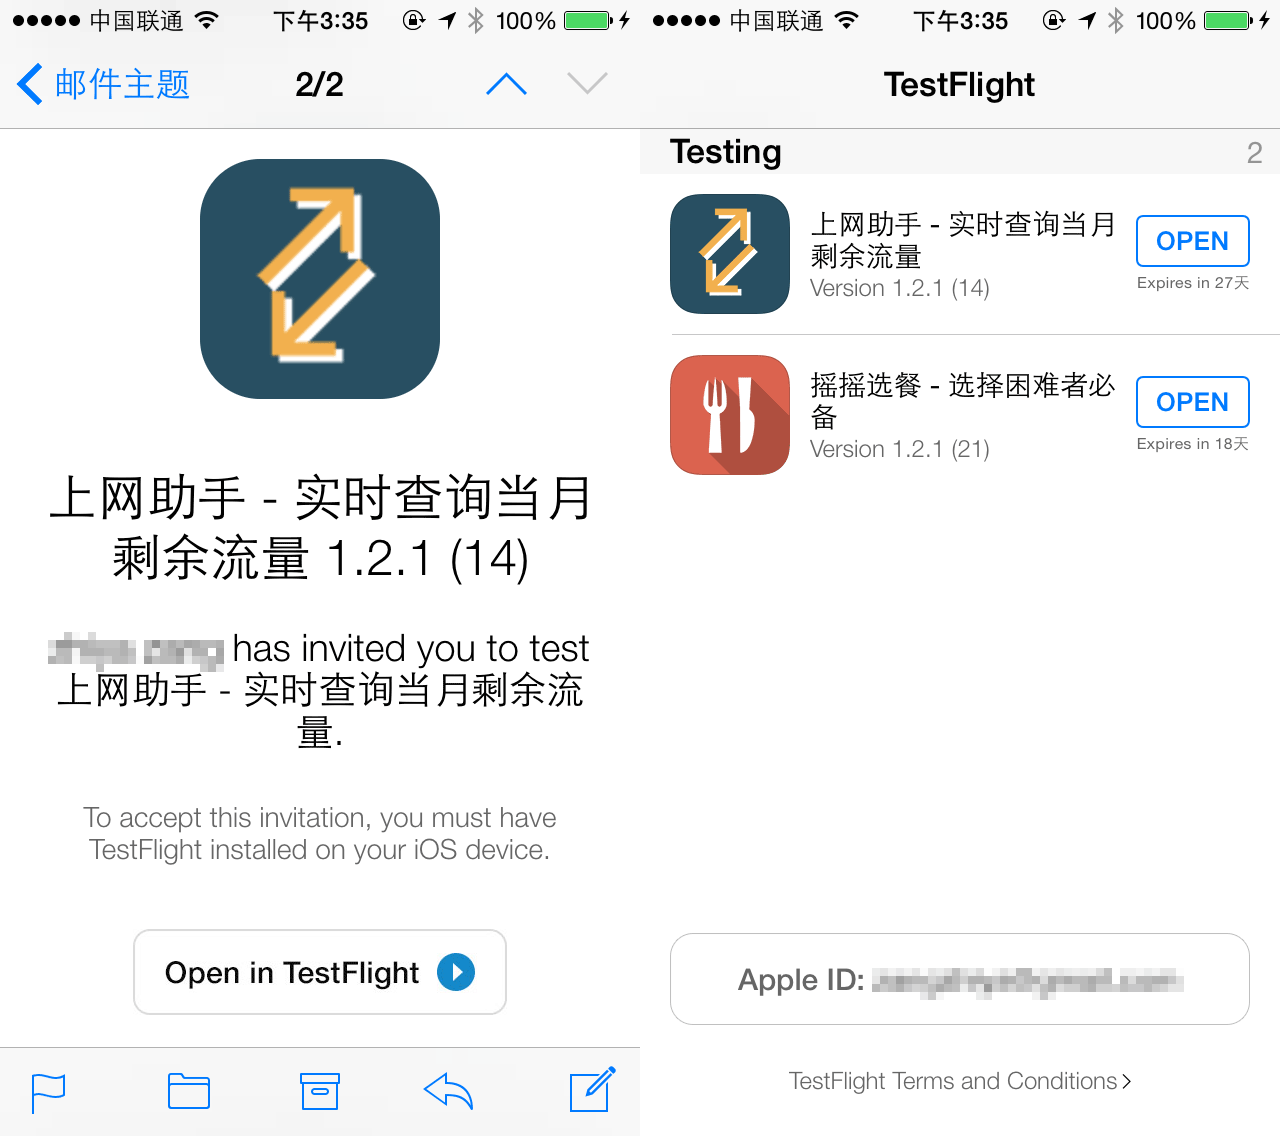 中国联通 下午3:35 100%
邮件主题 2/2
上网助手 - 实时查询当月
剩余流量 1.2.1 (14)
has invited you to test
上网助手 - 实时查询当月剩余流
量.
To accept this invitation, you must have
TestFlight installed on your iOS device.
Open in TestFlight
中国联通 下午3:35 100%
TestFlight
Testing 2
上网助手 - 实时查询当月
剩余流量
Version 1.2.1 (14)
OPEN
Expires in 27天
摇摇选餐 - 选择困难者必
备
Version 1.2.1 (21)
OPEN
Expires in 18天
Apple ID:
TestFlight Terms and Conditions